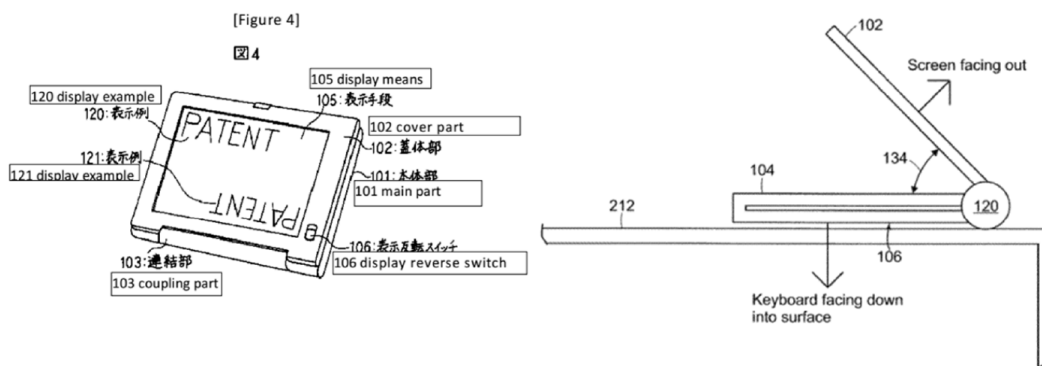 [Figure 4]
図4
105 display means
105:表示手段
120 display example
120:表示例
PATENT
102 cover part
102:蓋体部
121:表示例
121 display example
PATENT
101:本体部
101 main part
106:表示反転スイッチ
106 display reverse switch
103:連結部
103 coupling part
102
Screen facing out
134
104
212
120
106
Keyboard facing down
into surface